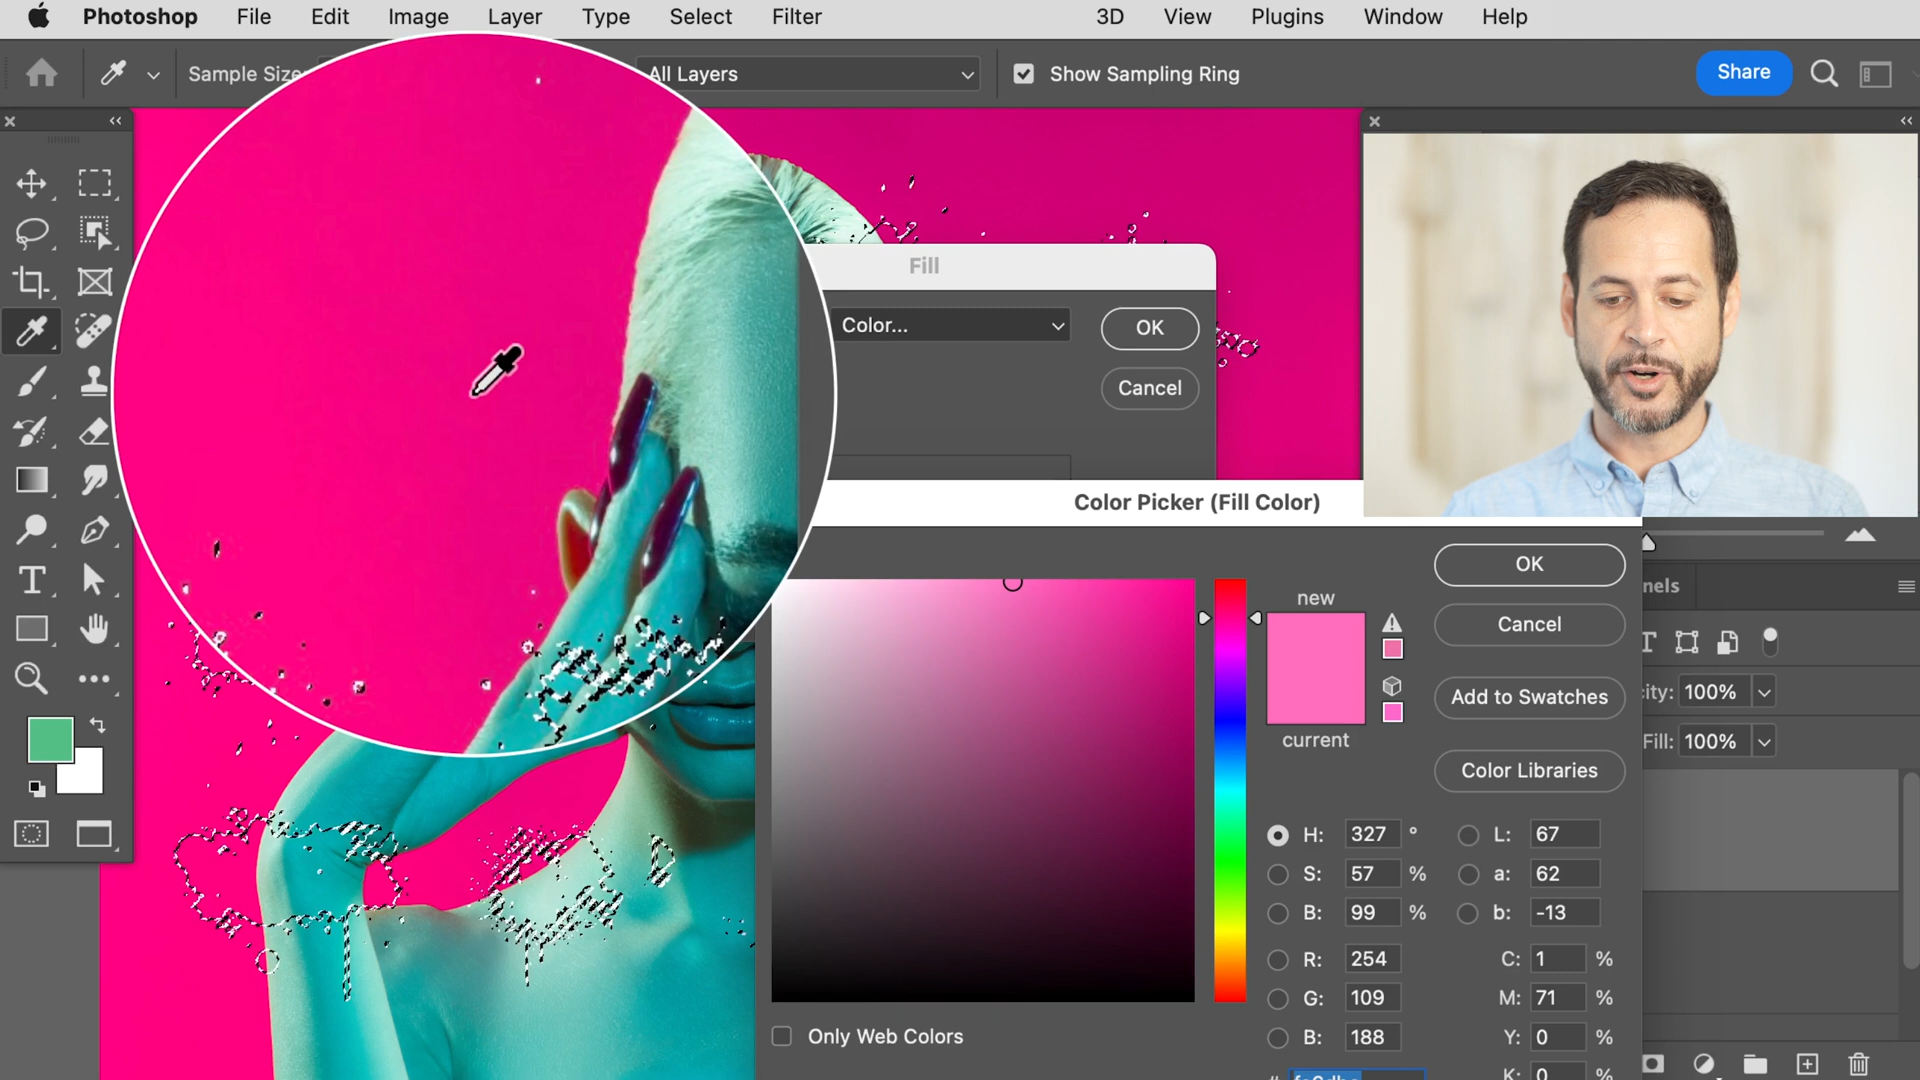 Photoshop File Edit Image Layer Type Select Filter 3D View Plugins Window Help
Sample Size: All Layers Show Sampling Ring Share
Fill
Color... OK
Cancel
Color Picker (Fill Color)
OK
new
Cancel
Add to Swatches
current
Color Libraries
H: 327 ° L: 67
S: 57 % a: 62
B: 99 % b: -13
R: 254 C: 1 %
G: 109 M: 71 %
B: 188 Y: 0 %
K: 0 %
#
Only Web Colors
nels
city: 100%
Fill: 100%